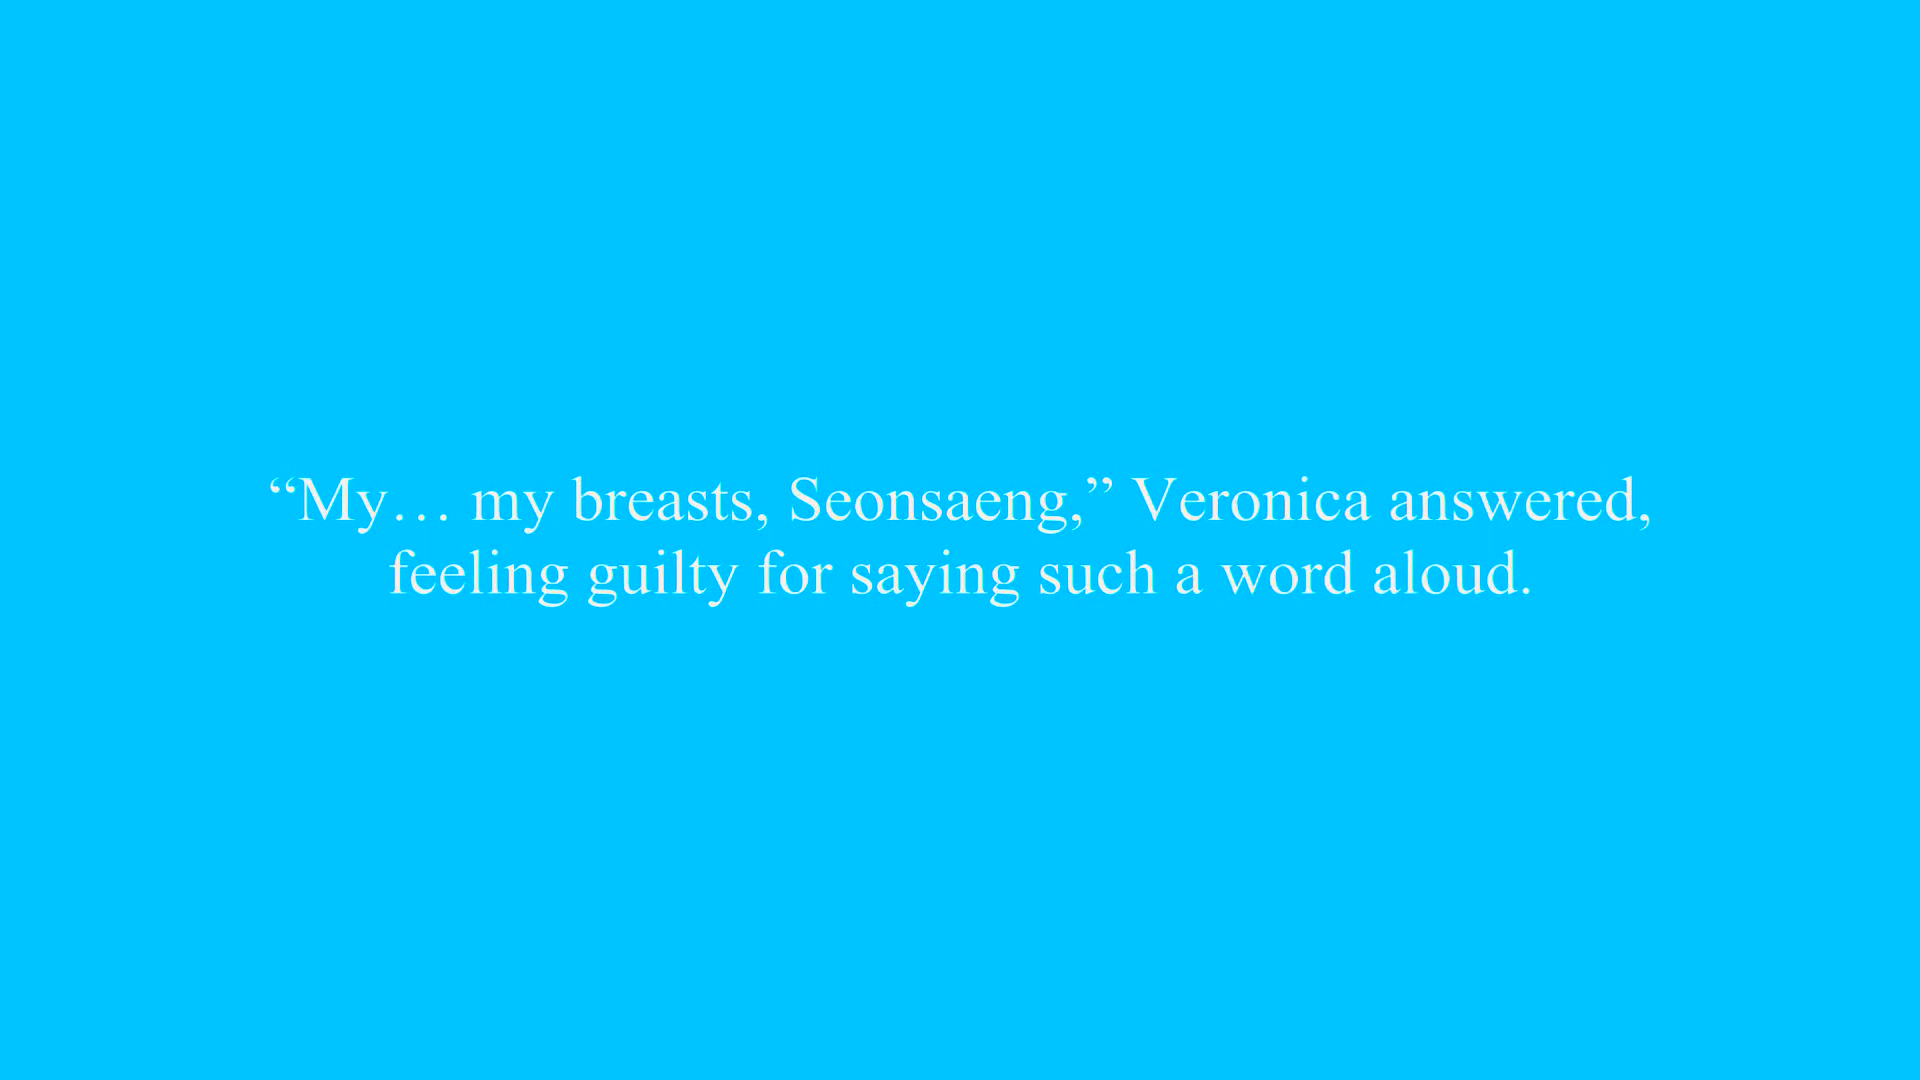 “My… my breasts, Seonsaeng,” Veronica answered,
feeling guilty for saying such a word aloud.